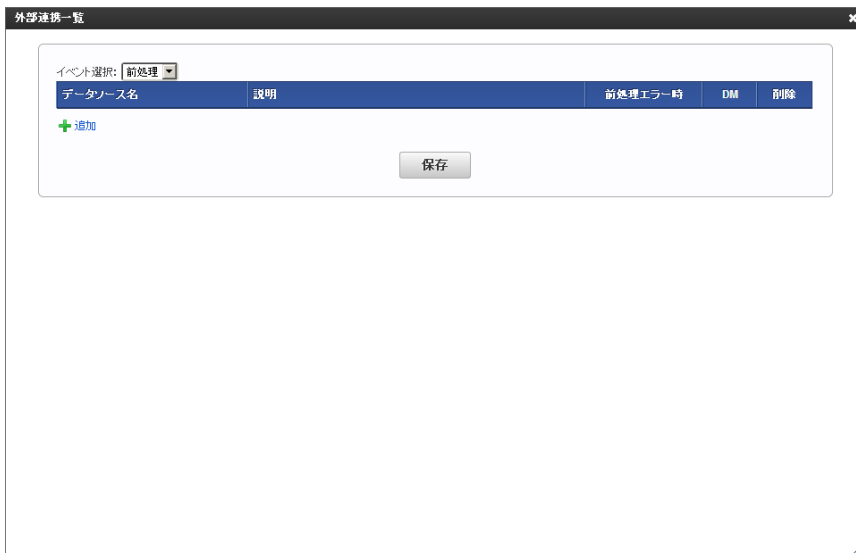 外部連携一覧
イベント選択: 前処理
データソース名 説明 前処理エラー時 DM 削除
追加
保存